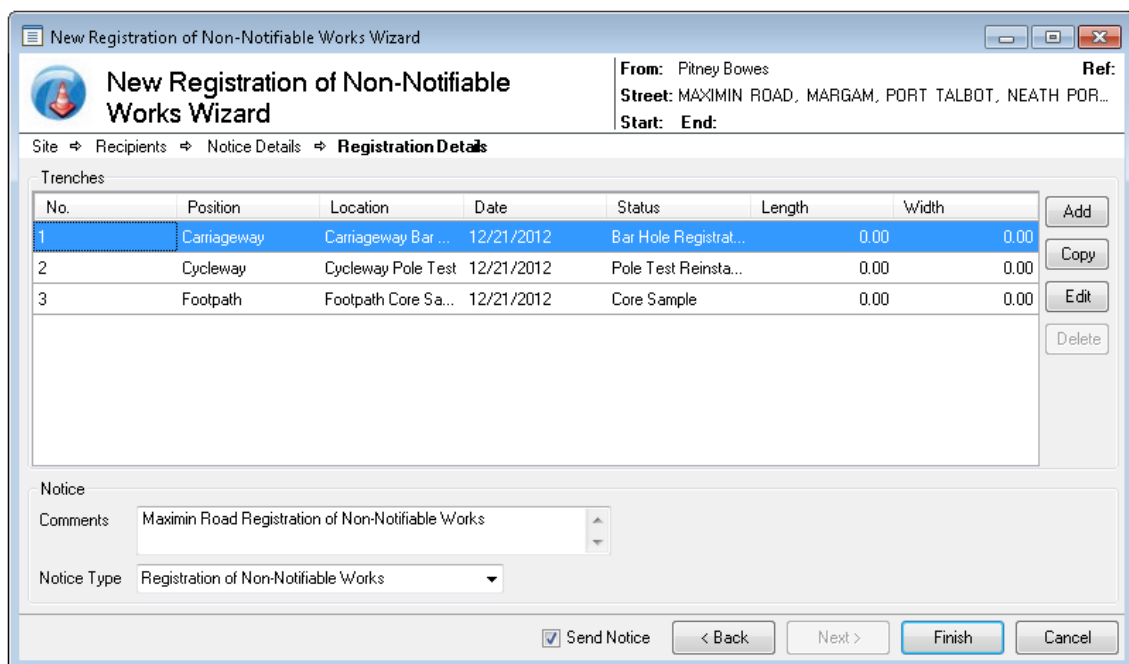 New Registration of Non-Notifiable Works Wizard
New Registration of Non-Notifiable
Works Wizard
From: Pitney Bowes Ref:
Street: MAXIMIN ROAD, MARGAM, PORT TALBOT, NEATH POR...
Start: End:
Site ⇨ Recipients ⇨ Notice Details ⇨ Registration Details
Trenches
No. Position Location Date Status Length Width
1 Carriageway Carriageway Bar ... 12/21/2012 Bar Hole Registrat... 0.00 0.00
2 Cycleway Cycleway Pole Test 12/21/2012 Pole Test Reinsta... 0.00 0.00
3 Footpath Footpath Core Sa... 12/21/2012 Core Sample 0.00 0.00
Add
Copy
Edit
Delete
Notice
Comments Maximin Road Registration of Non-Notifiable Works
Notice Type Registration of Non-Notifiable Works
Send Notice < Back Next > Finish Cancel